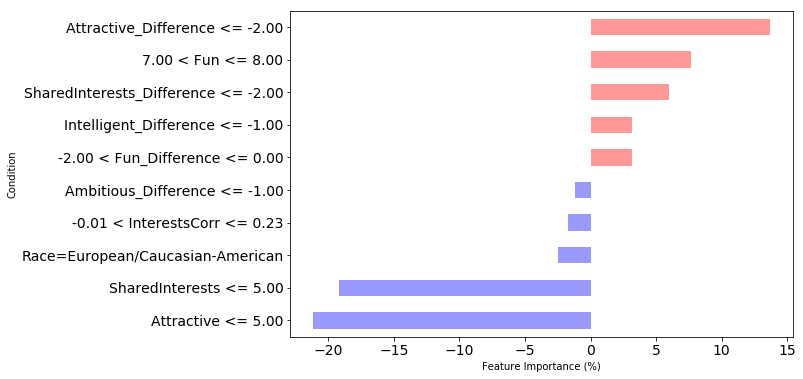 Attractive_Difference <= -2.00
7.00 < Fun <= 8.00
SharedInterests_Difference <= -2.00
Intelligent_Difference <= -1.00
-2.00 < Fun_Difference <= 0.00
Ambitious_Difference <= -1.00
-0.01 < InterestsCorr <= 0.23
Race=European/Caucasian-American
SharedInterests <= 5.00
Attractive <= 5.00
Condition
−20 −15 −10 −5 0 5 10 15
Feature Importance (%)